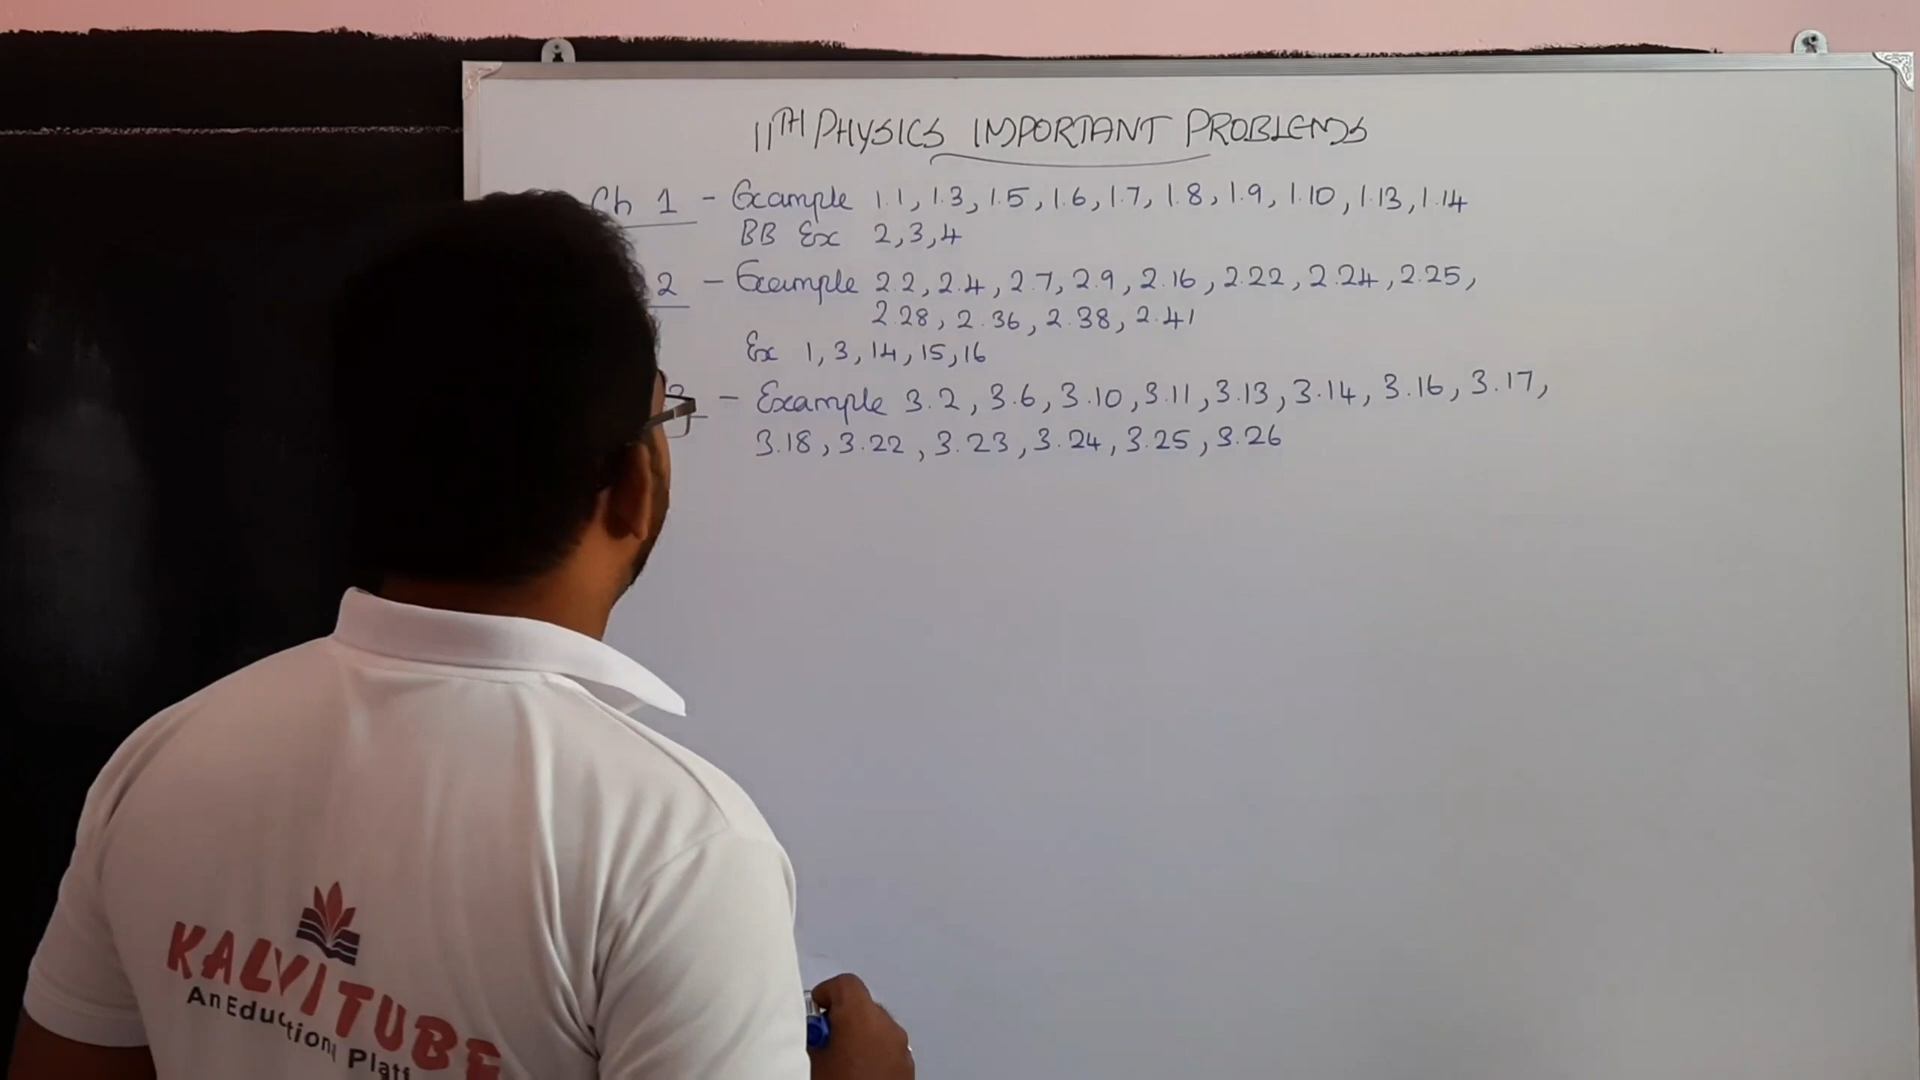 11TH PHYSICS IMPORTANT PROBLEMS
Ch 1 - Example 1.1, 1.3, 1.5, 1.6, 1.7, 1.8, 1.9, 1.10, 1.13, 1.14
BB Ex 2,3,4
2 - Example 2.2, 2.4, 2.7, 2.9, 2.16, 2.22, 2.24, 2.25,
2.28, 2.36, 2.38, 2.41
Ex 1, 3, 14, 15, 16
3 - Example 3.2, 3.6, 3.10, 3.11, 3.13, 3.14, 3.16, 3.17,
3.18, 3.22, 3.23, 3.24, 3.25, 3.26
KALVITUBE
An Eductional